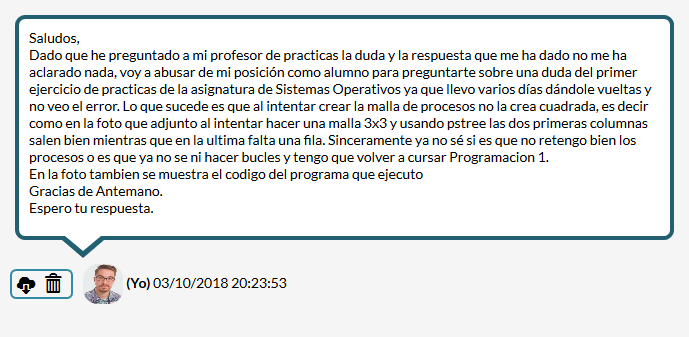 Saludos,
Dado que he preguntado a mi profesor de practicas la duda y la respuesta que me ha dado no me ha
aclarado nada, voy a abusar de mi posición como alumno para preguntarte sobre una duda del primer
ejercicio de practicas de la asignatura de Sistemas Operativos ya que llevo varios días dándole vueltas y
no veo el error. Lo que sucede es que al intentar crear la malla de procesos no la crea cuadrada, es decir
como en la foto que adjunto al intentar hacer una malla 3x3 y usando pstree las dos primeras columnas
salen bien mientras que en la ultima falta una fila. Sinceramente ya no sé si es que no retengo bien los
procesos o es que ya no se ni hacer bucles y tengo que volver a cursar Programacion 1.
En la foto tambien se muestra el codigo del programa que ejecuto
Gracias de Antemano.
Espero tu respuesta.
(Yo) 03/10/2018 20:23:53